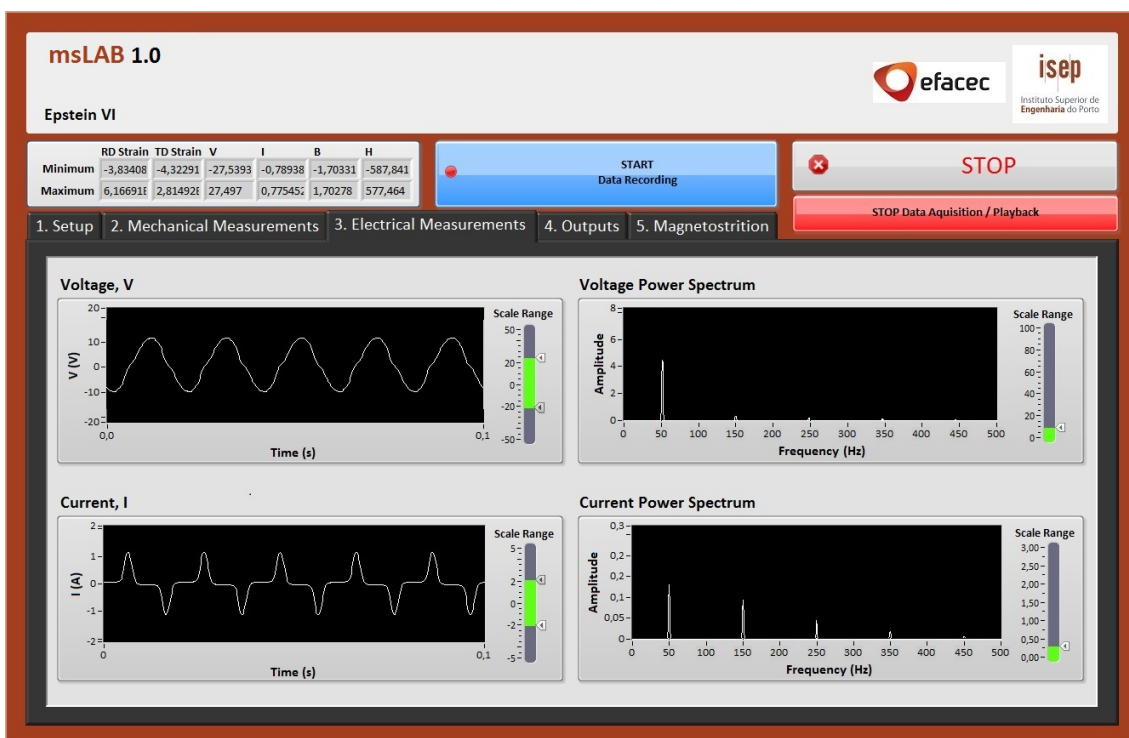 msLAB 1.0
efacec
isep
Instituto Superior de
Engenharia do Porto
Epstein VI
RD Strain TD Strain V I B H
Minimum -3,83408 -4,32291 -27,5393 -0,78938 -1,70331 -587,841
Maximum 6,16691 2,81492 27,497 0,775452 1,70278 577,464
START
Data Recording
STOP
STOP Data Aquisition / Playback
1. Setup 2. Mechanical Measurements 3. Electrical Measurements 4. Outputs 5. Magnetostrition
Voltage, V
V (V)
20
10
0
-10
-20
0,0 0,1
Time (s)
Scale Range
50
20
0
-20
-50
Voltage Power Spectrum
Amplitude
8
6
4
2
0
0 50 100 150 200 250 300 350 400 450 500
Frequency (Hz)
Scale Range
100
80
60
40
20
0
Current, I
I (A)
2
1
0
-1
-2
0 0,1
Time (s)
Scale Range
5
2
0
-2
-5
Current Power Spectrum
Amplitude
0,3
0,2
0,2
0,1
0,05
0
0 50 100 150 200 250 300 350 400 450 500
Frequency (Hz)
Scale Range
3,00
2,50
2,00
1,50
1,00
0,50
0,00